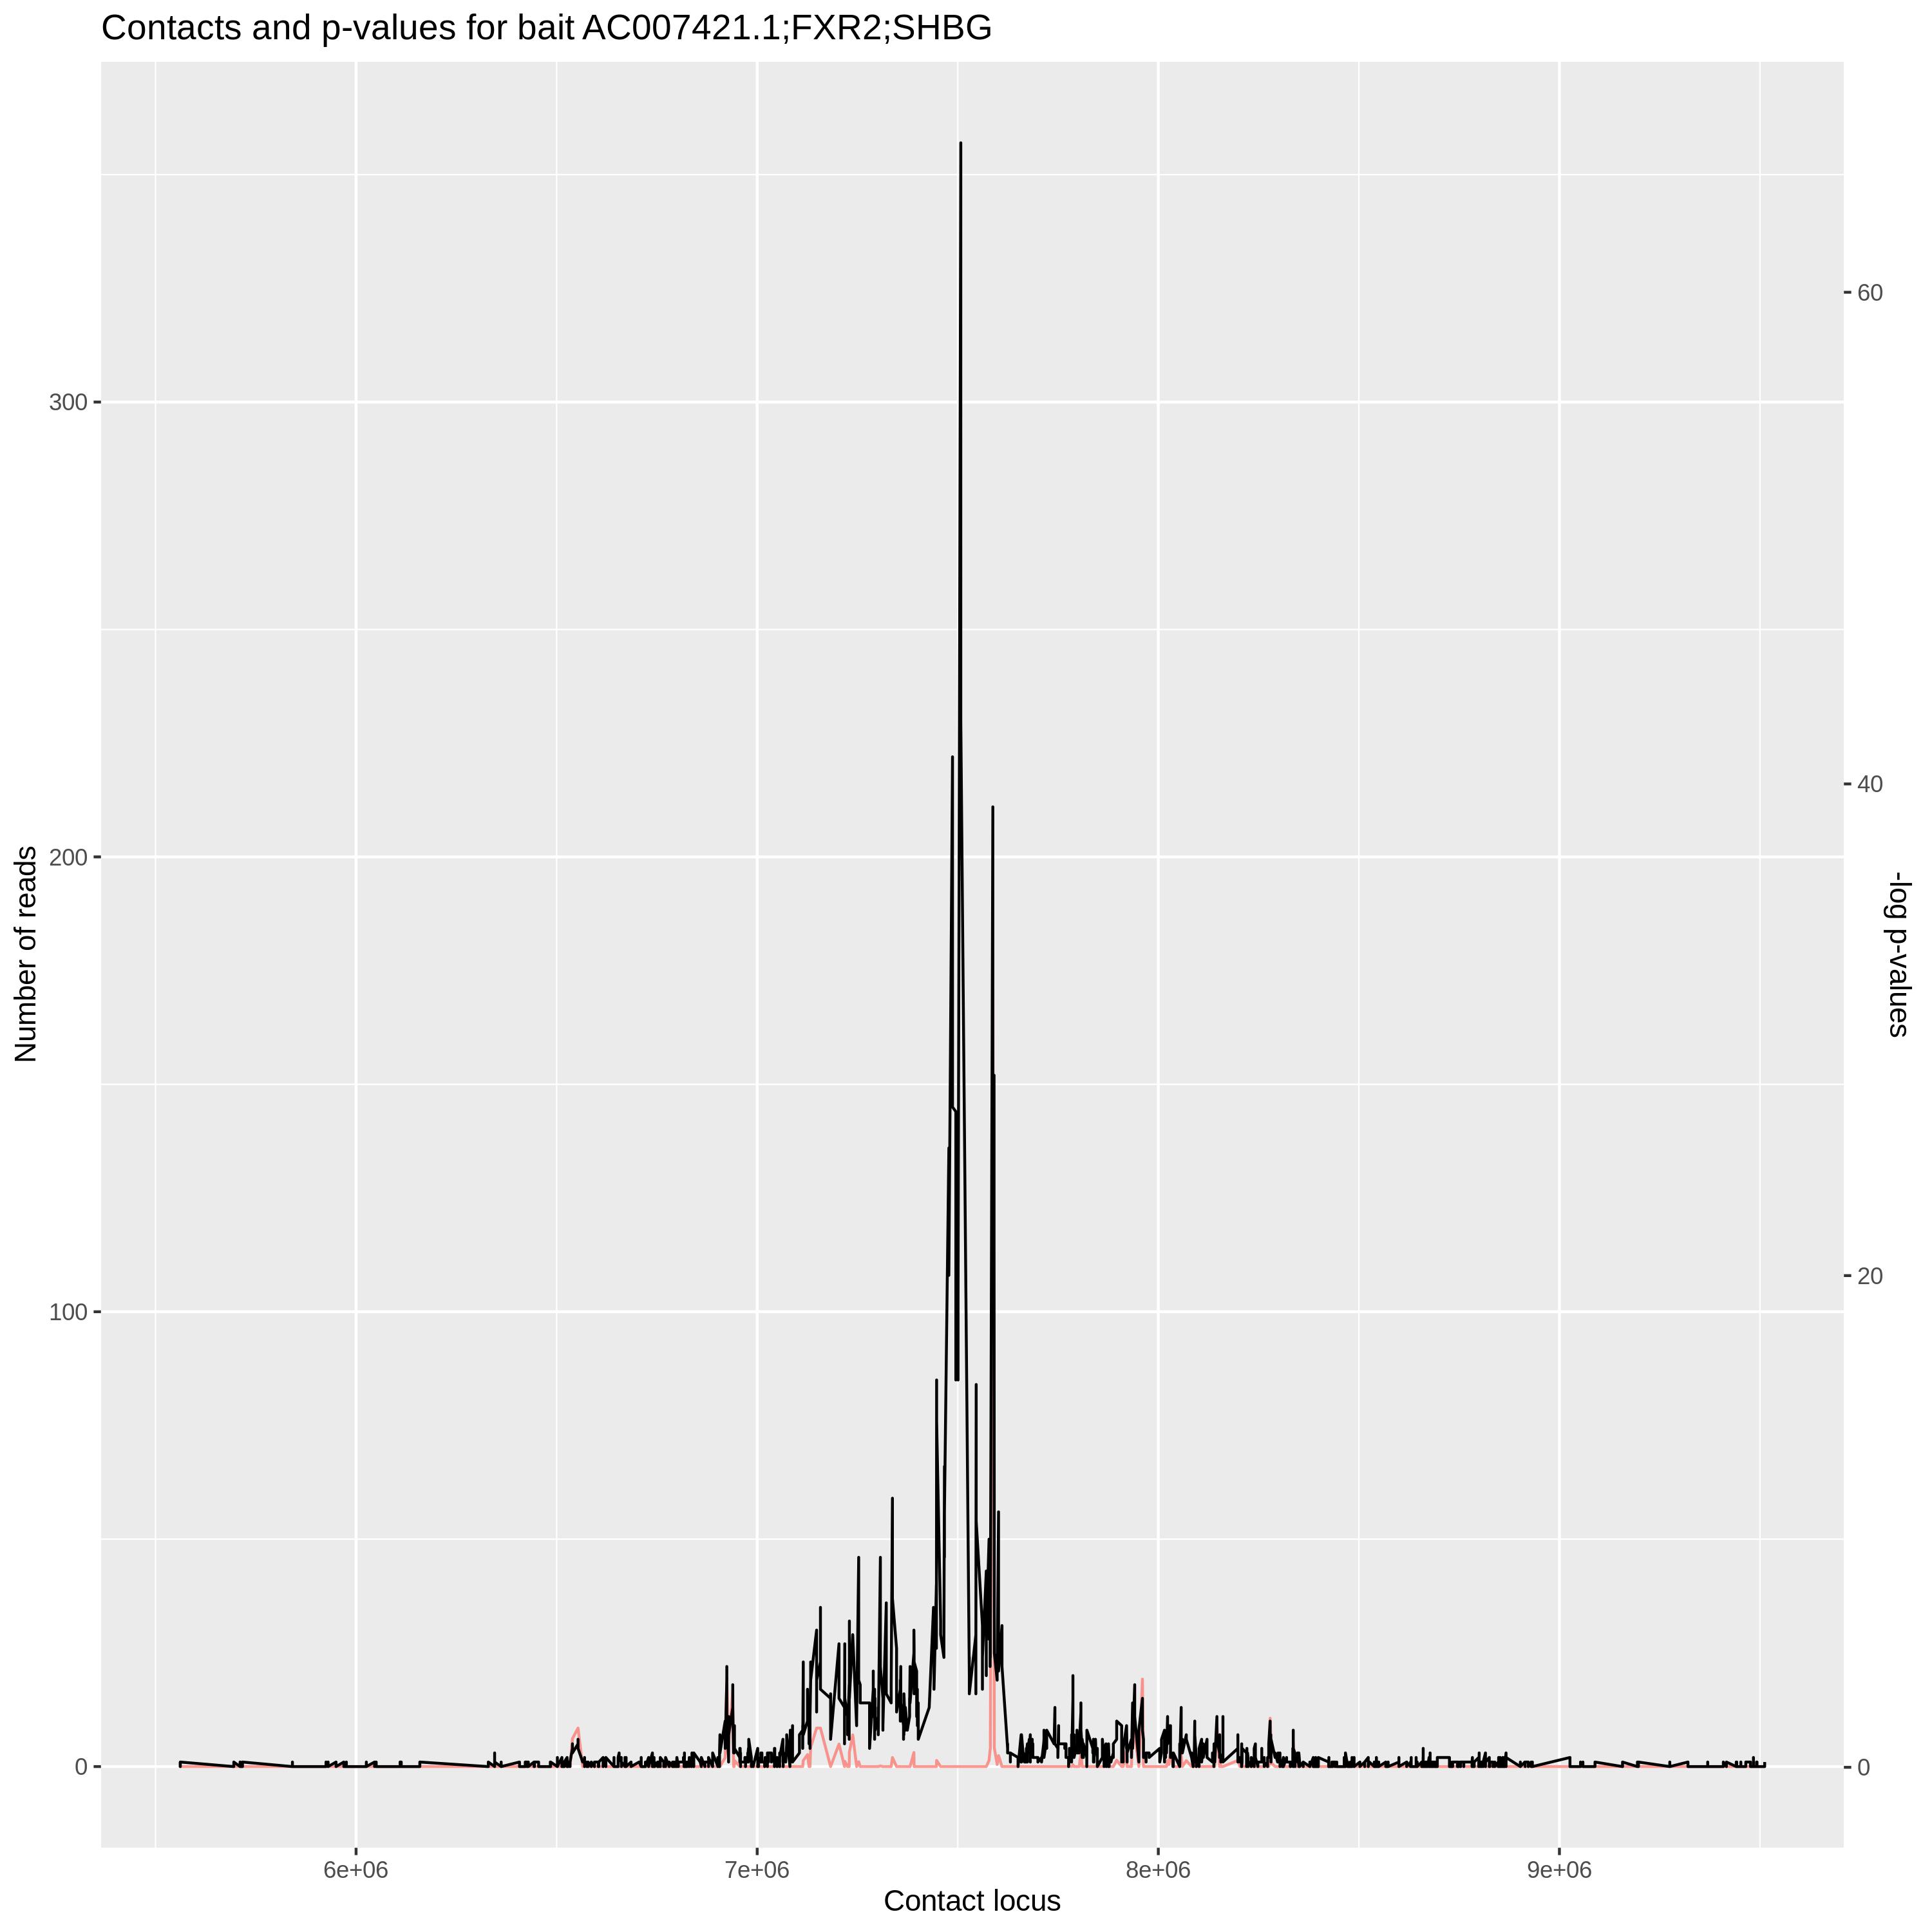 Contacts and p-values for bait AC007421.1;FXR2;SHBG
300
200
100
0
Number of reads
60
40
20
0
-log p-values
6e+06 7e+06 8e+06 9e+06
Contact locus